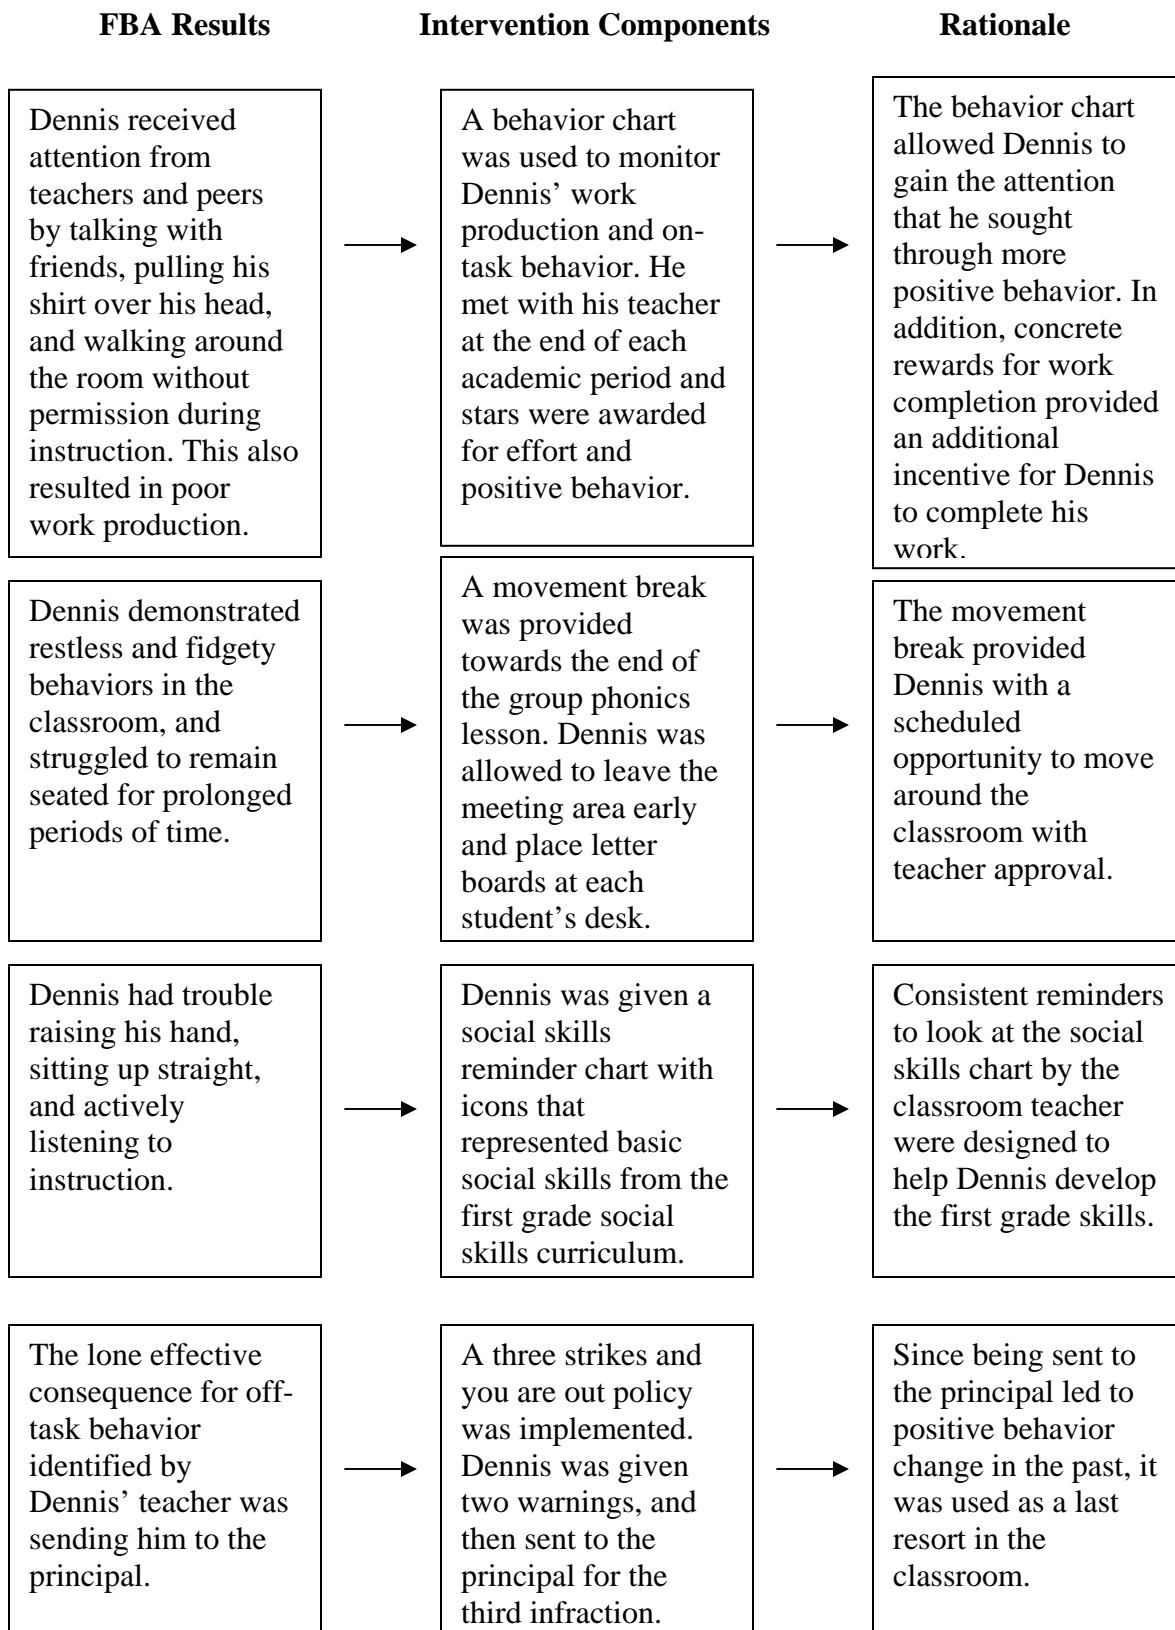 FBA Results
Intervention Components
Rationale
Dennis received
attention from
teachers and peers
by talking with
friends, pulling his
shirt over his head,
and walking around
the room without
permission during
instruction. This also
resulted in poor
work production.
A behavior chart
was used to monitor
Dennis’ work
production and on-
task behavior. He
met with his teacher
at the end of each
academic period and
stars were awarded
for effort and
positive behavior.
The behavior chart
allowed Dennis to
gain the attention
that he sought
through more
positive behavior. In
addition, concrete
rewards for work
completion provided
an additional
incentive for Dennis
to complete his
work.
Dennis demonstrated
restless and fidgety
behaviors in the
classroom, and
struggled to remain
seated for prolonged
periods of time.
A movement break
was provided
towards the end of
the group phonics
lesson. Dennis was
allowed to leave the
meeting area early
and place letter
boards at each
student’s desk.
The movement
break provided
Dennis with a
scheduled
opportunity to move
around the
classroom with
teacher approval.
Dennis had trouble
raising his hand,
sitting up straight,
and actively
listening to
instruction.
Dennis was given a
social skills
reminder chart with
icons that
represented basic
social skills from the
first grade social
skills curriculum.
Consistent reminders
to look at the social
skills chart by the
classroom teacher
were designed to
help Dennis develop
the first grade skills.
The lone effective
consequence for off-
task behavior
identified by
Dennis’ teacher was
sending him to the
principal.
A three strikes and
you are out policy
was implemented.
Dennis was given
two warnings, and
then sent to the
principal for the
third infraction.
Since being sent to
the principal led to
positive behavior
change in the past, it
was used as a last
resort in the
classroom.